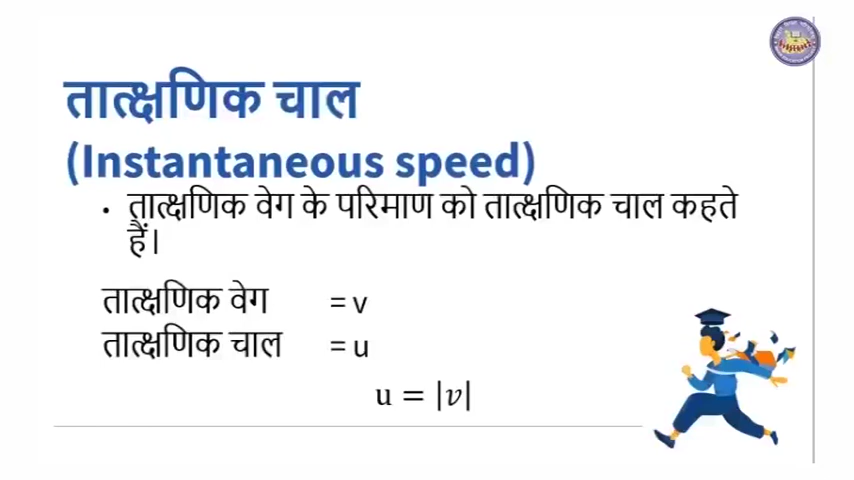 तात्क्षणिक चाल
(Instantaneous speed)
• तात्क्षणिक वेग के परिमाण को तात्क्षणिक चाल कहते
हैं।
तात्क्षणिक वेग = v
तात्क्षणिक चाल = u
u = |v|